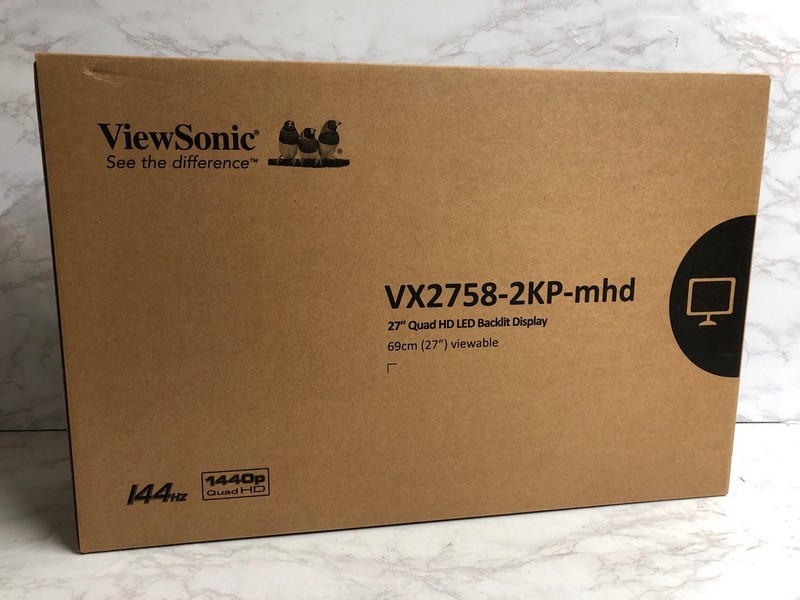 ViewSonic®
See the difference™
VX2758-2KP-mhd
27” Quad HD LED Backlit Display
69cm (27”) viewable
144HZ
1440p
Quad HD